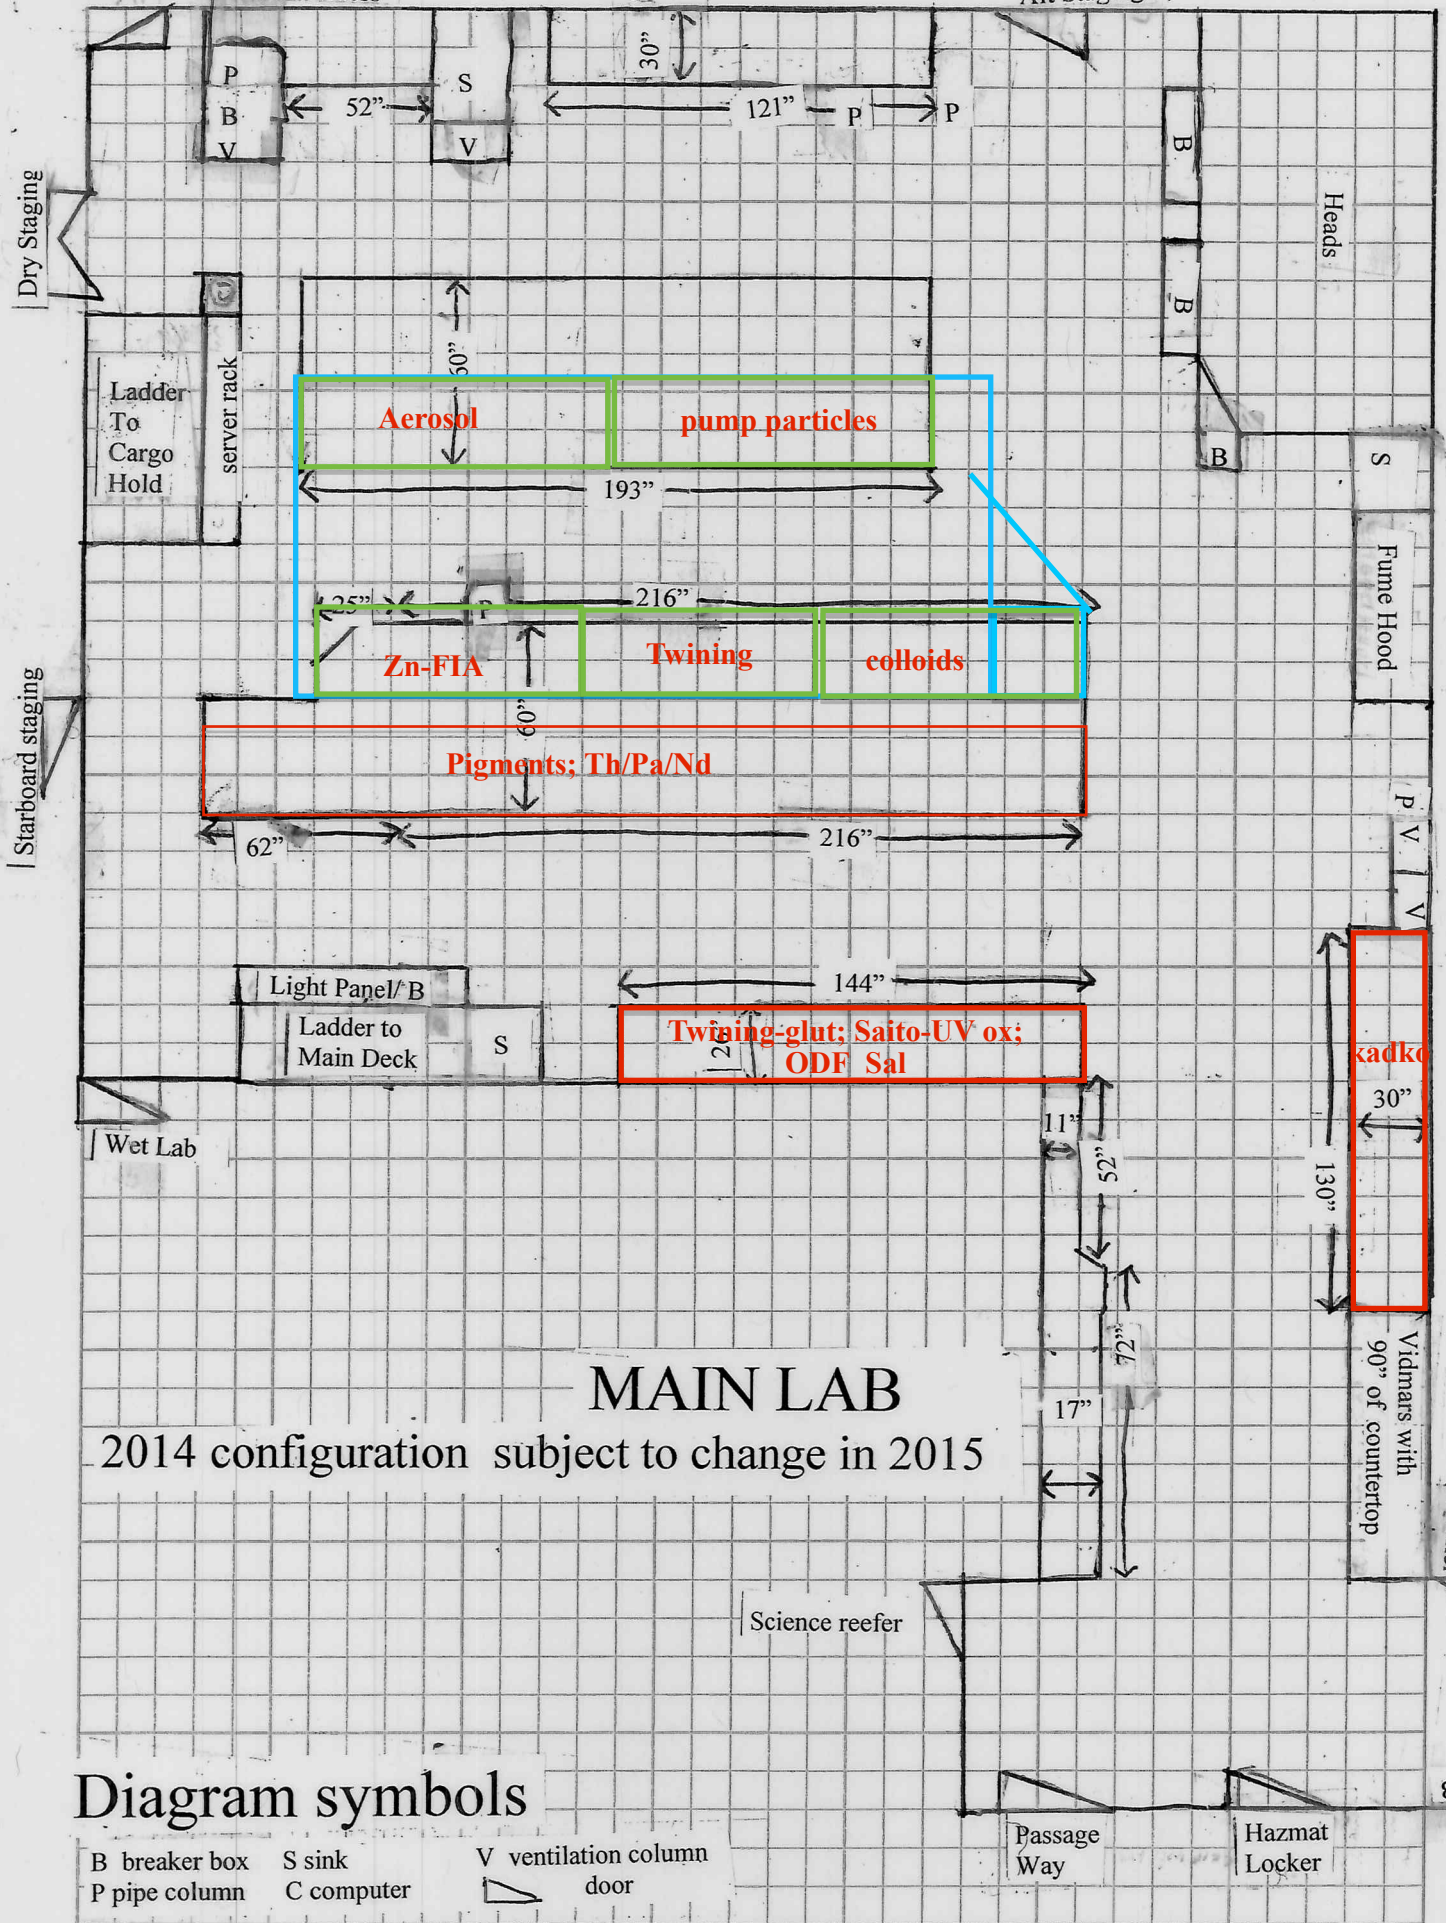 30”
P
B
V
52”
S
V
121”
P
P
B
Heads
Dry Staging
B
Ladder
To
Cargo
Hold
server rack
60”
Aerosol
pump particles
193”
B
S
Fume Hood
25”
P
216”
Zn-FIA
Twining
colloids
60”
Starboard staging
Pigments; Th/Pa/Nd
62”
216”
P
V
V
Light Panel/ B
Ladder to
Main Deck
S
144”
26”
Twining-glut; Saito-UV ox;
ODF Sal
kadko
30”
130”
Wet Lab
11”
52”
72”
17”
Vidmars with
90” of countertop
MAIN LAB
2014 configuration subject to change in 2015
Science reefer
Passage
Way
Hazmat
Locker
Diagram symbols
B breaker box
S sink
V ventilation column
P pipe column
C computer
door